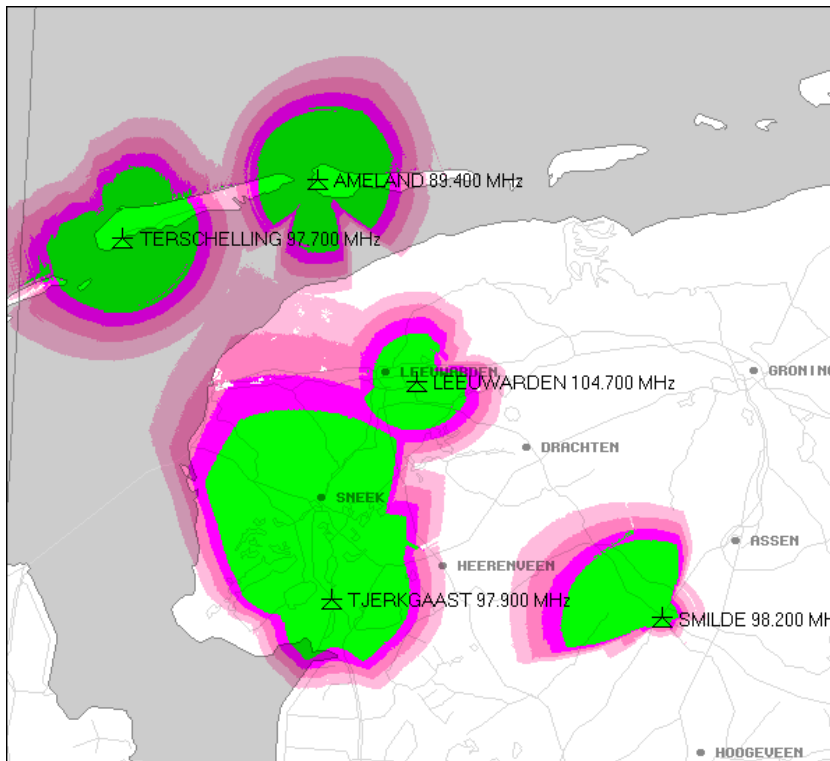 AMELAND 89.400 MHz
TERSCHELLING 97.700 MHz
LEEUWARDEN
GRONING
LEEUWARDEN 104.700 MHz
DRACHTEN
SNEEK
ASSEN
HEERENVEEN
TJERKGAAST 97.900 MHz
SMILDE 98.200 MH
HOOGEVEEN